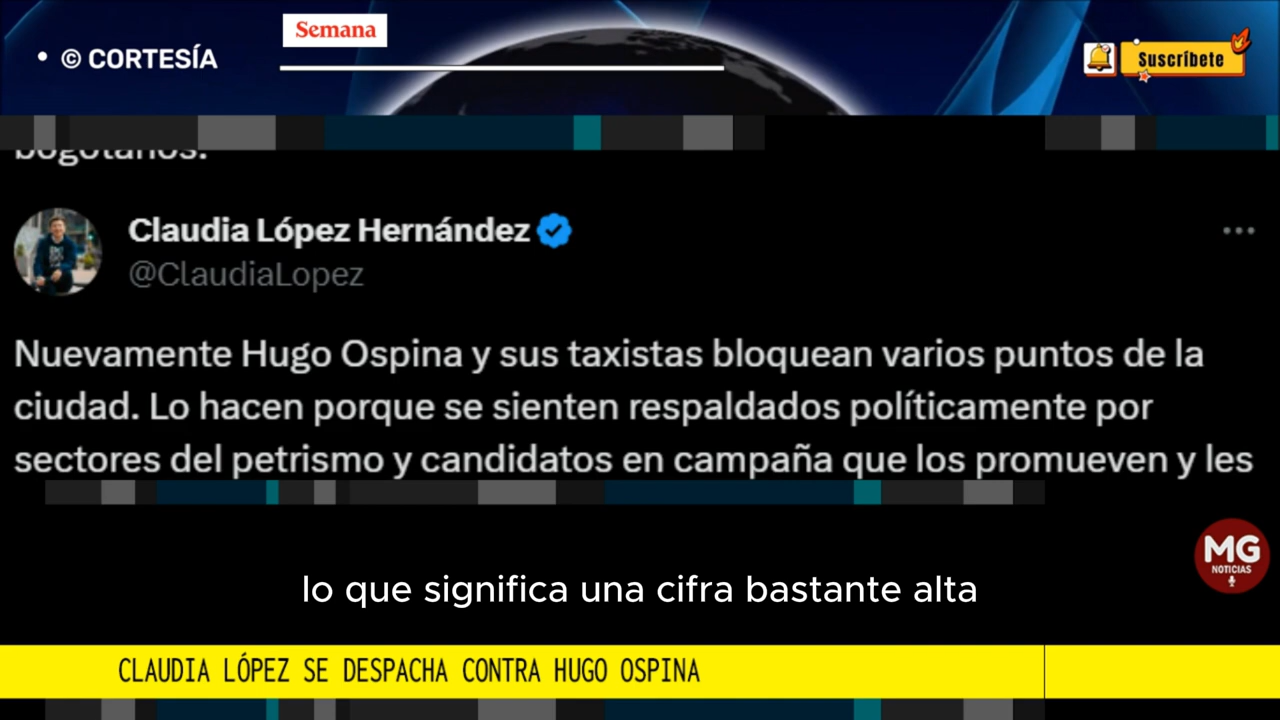 Semana
• © CORTESÍA
Suscríbete
bogotanos.
Claudia López Hernández
@ClaudiaLopez
Nuevamente Hugo Ospina y sus taxistas bloquean varios puntos de la
ciudad. Lo hacen porque se sienten respaldados políticamente por
sectores del petrismo y candidatos en campaña que los promueven y les
MG
NOTICIAS
lo que significa una cifra bastante alta
CLAUDIA LÓPEZ SE DESPACHA CONTRA HUGO OSPINA